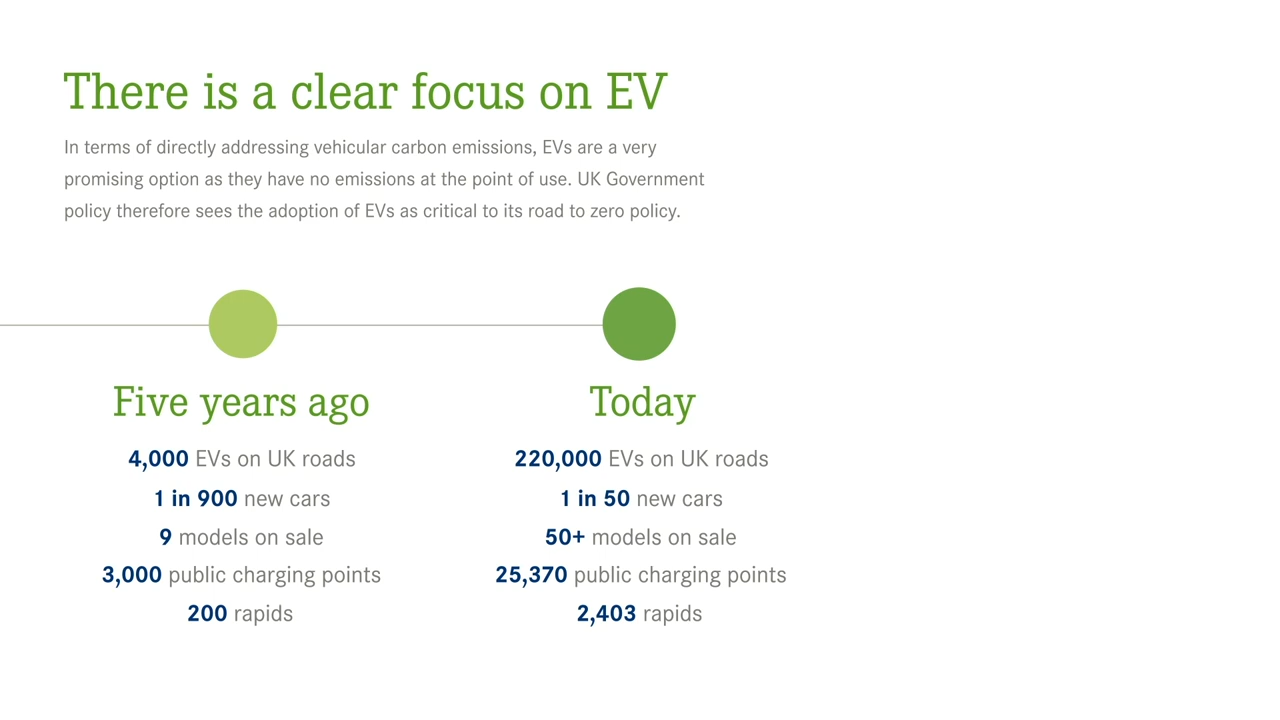 There is a clear focus on EV
In terms of directly addressing vehicular carbon emissions, EVs are a very
promising option as they have no emissions at the point of use. UK Government
policy therefore sees the adoption of EVs as critical to its road to zero policy.
Five years ago
4,000 EVs on UK roads
1 in 900 new cars
9 models on sale
3,000 public charging points
200 rapids
Today
220,000 EVs on UK roads
1 in 50 new cars
50+ models on sale
25,370 public charging points
2,403 rapids